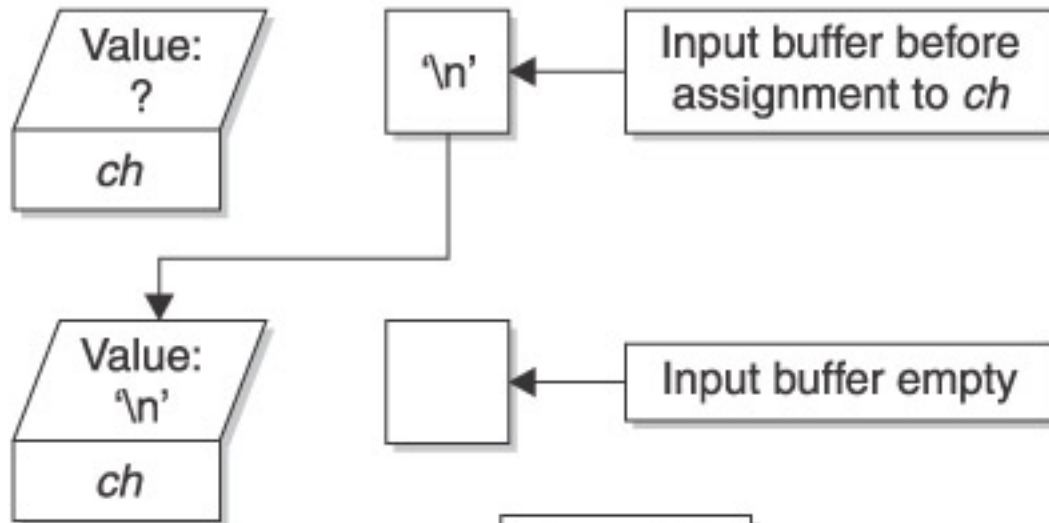 Value:
?
ch
‘\n’
Input buffer before
assignment to ch
Value:
‘\n’
ch
Input buffer empty